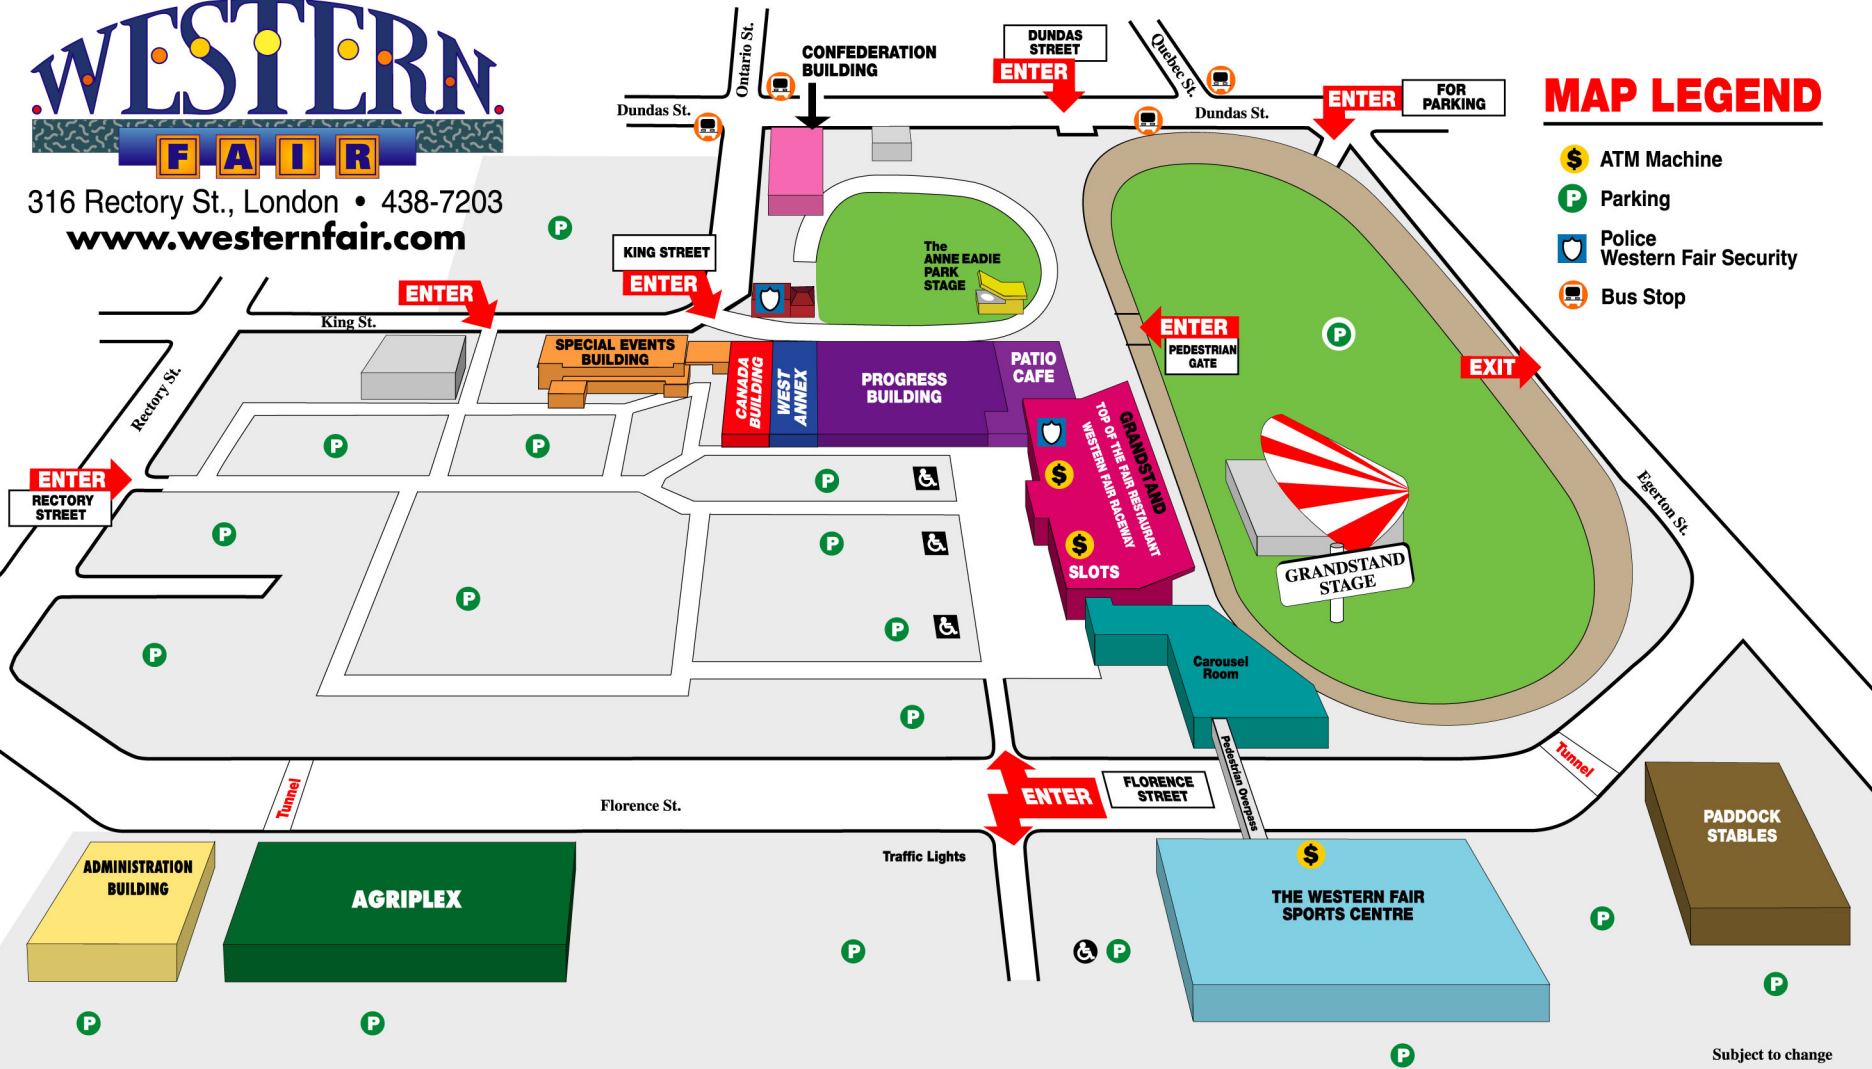 WESTERN
FAIR
316 Rectory St., London • 438-7203
www.westernfair.com
MAP LEGEND
$ ATM Machine
P Parking
Police
Western Fair Security
Bus Stop
Ontario St.
CONFEDERATION
BUILDING
DUNDAS
STREET
ENTER
Quebec St.
ENTER
FOR
PARKING
Dundas St.
Dundas St.
P
KING STREET
ENTER
ENTER
The
ANNE EADIE
PARK
STAGE
King St.
ENTER
PEDESTRIAN
GATE
P
EXIT
SPECIAL EVENTS
BUILDING
CANADA
BUILDING
WEST
ANNEX
PROGRESS
BUILDING
PATIO
CAFE
Rectory St.
GRANDSTAND
TOP OF THE FAIR RESTAURANT
WESTERN FAIR RACEWAY
$
$
SLOTS
P
P
P
ENTER
RECTORY
STREET
P
P
P
P
P
P
Egerton St.
GRANDSTAND
STAGE
Carousel
Room
Pedestrian Overpass
Tunnel
Tunnel
Florence St.
ENTER
FLORENCE
STREET
Traffic Lights
ADMINISTRATION
BUILDING
AGRIPLEX
$
THE WESTERN FAIR
SPORTS CENTRE
PADDOCK
STABLES
P
P
P
P
P
P
P
Subject to change